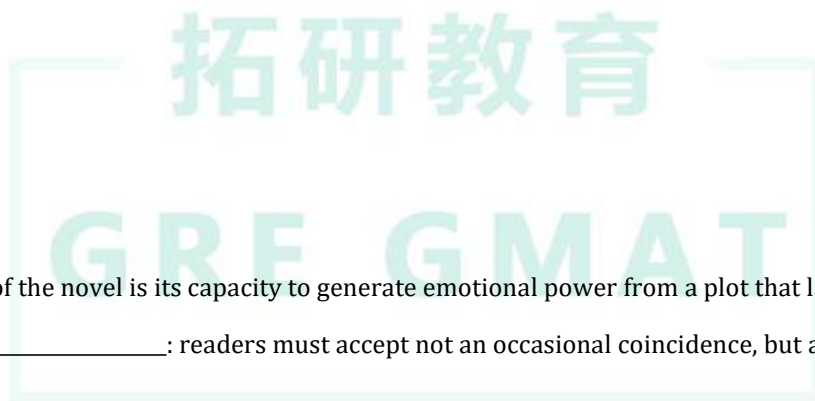 拓研教育
GRE GMAT
of the novel is its capacity to generate emotional power from a plot that
: readers must accept not an occasional coincidence, but